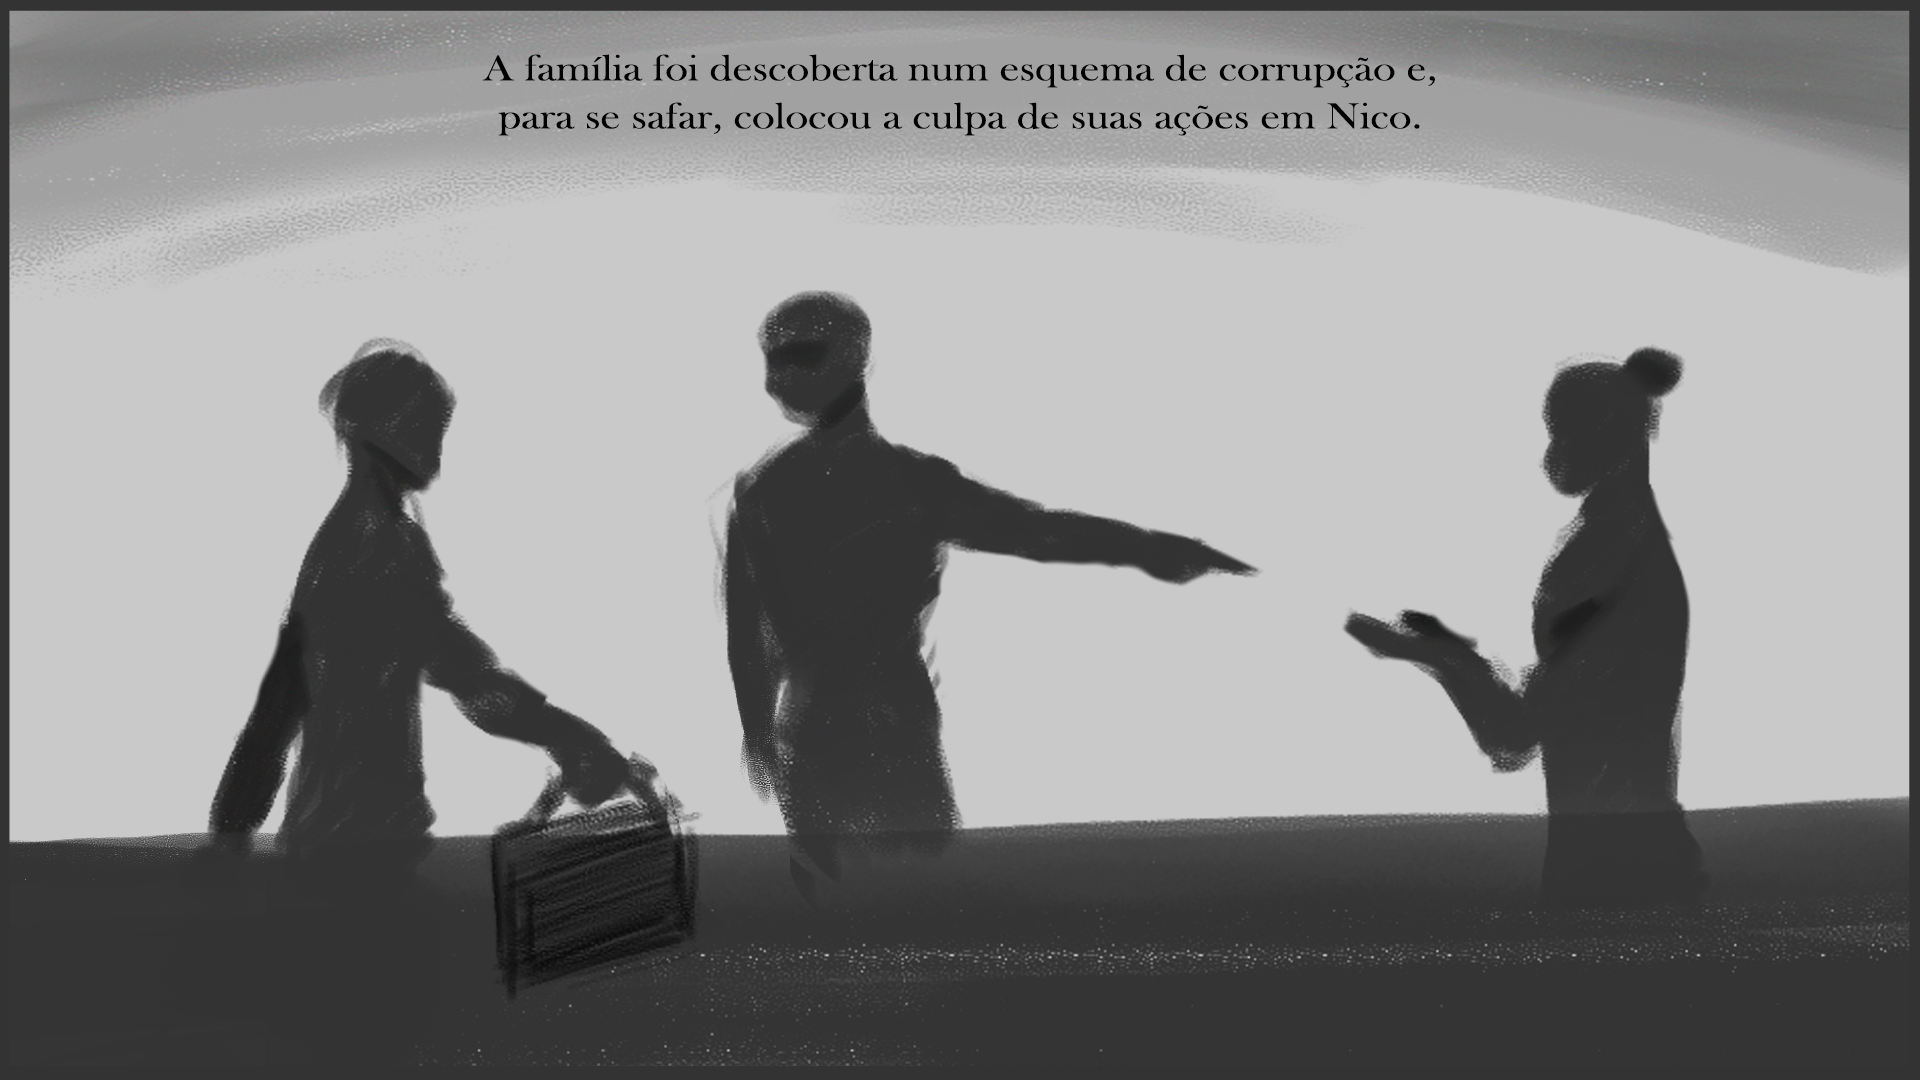 A família foi descoberta num esquema de corrupção e,
para se safar, colocou a culpa de suas ações em Nico.